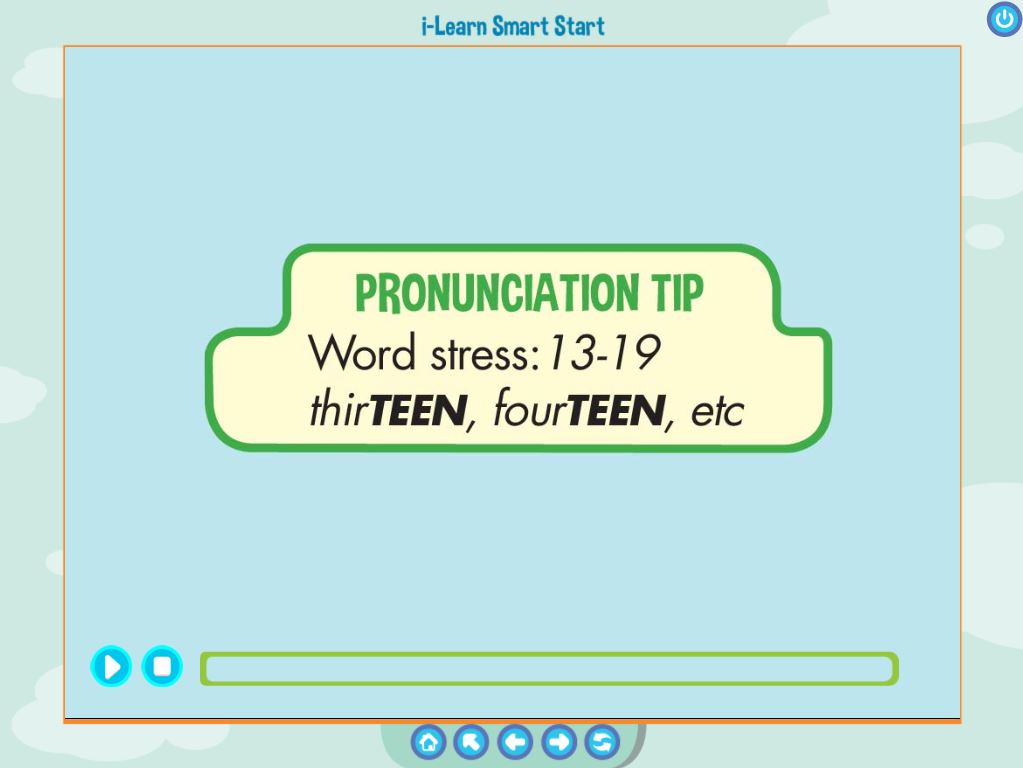 i-Learn Smart Start
PRONUNCIATION TIP
Word stress: 13-19
thirTEEN, fourTEEN, etc